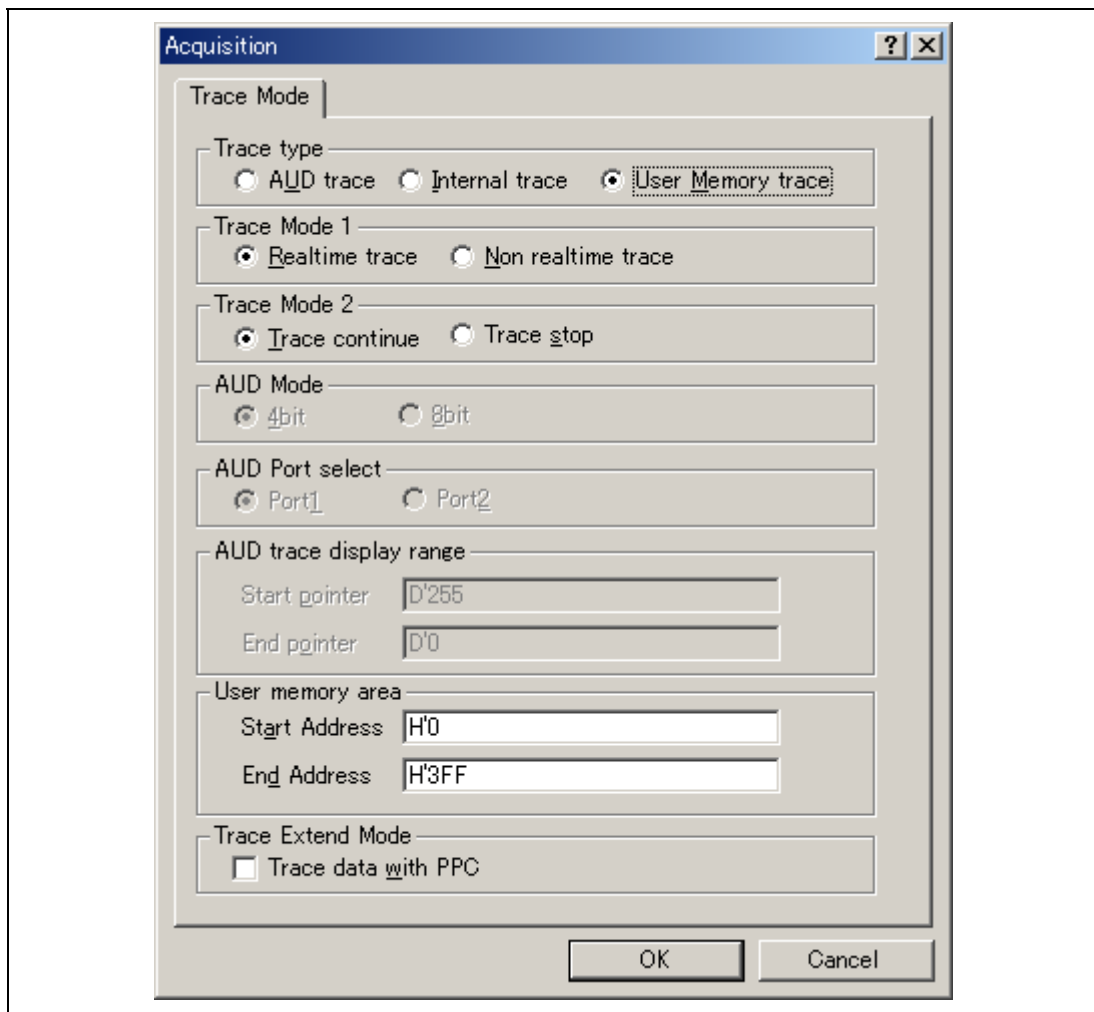 Acquisition
Trace Mode
Trace type
AUD trace Internal trace User Memory trace
Trace Mode 1
Realtime trace Non realtime trace
Trace Mode 2
Trace continue Trace stop
AUD Mode
4bit 8bit
AUD Port select
Port1 Port2
AUD trace display range
Start pointer D'255
End pointer D'0
User memory area
Start Address H'0
End Address H'3FF
Trace Extend Mode
Trace data with PPC
OK Cancel